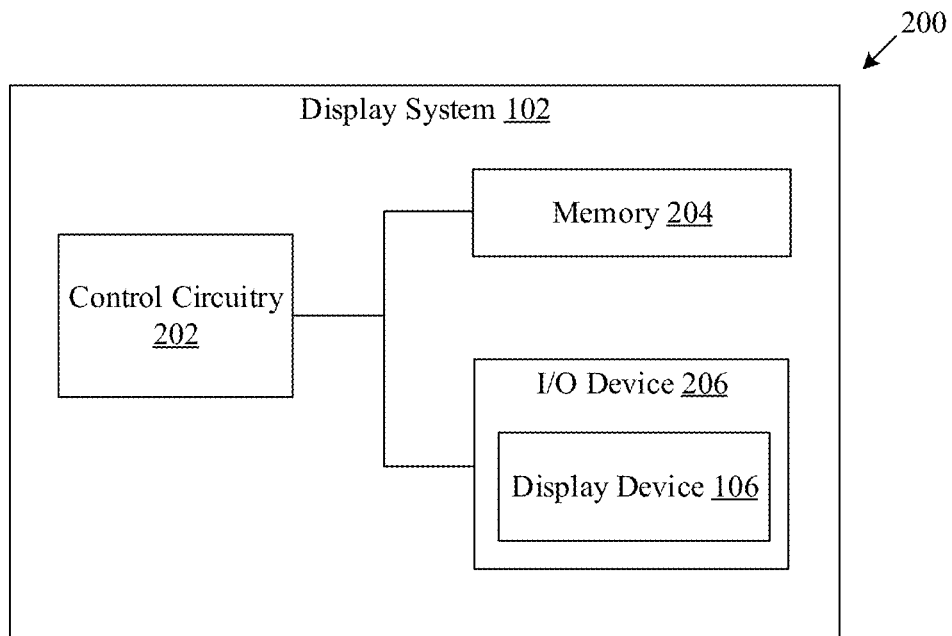 200
Display System 102
Memory 204
Control Circuitry
202
I/O Device 206
Display Device 106